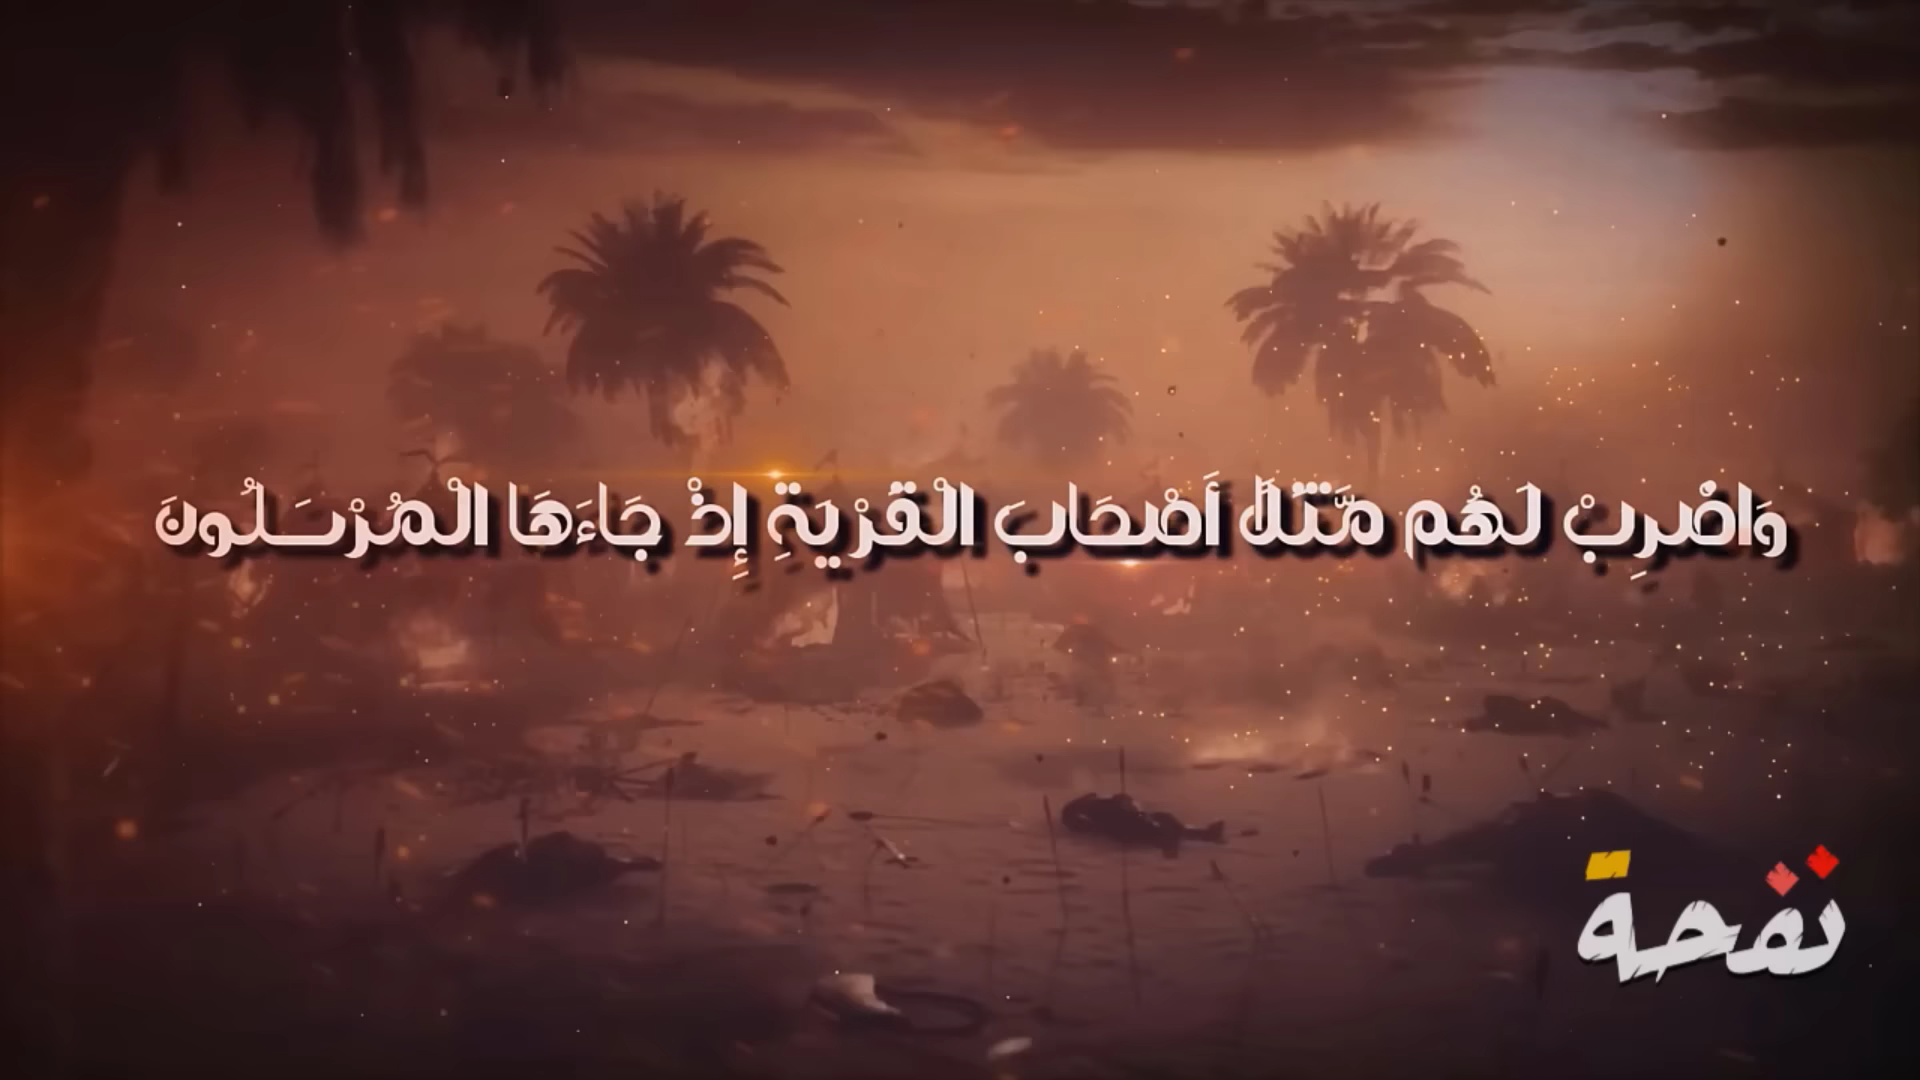 وَاضْرِبْ لَهُم مَّثَلًا أَصْحَابَ الْقَرْيَةِ إِذْ جَاءَهَا الْمُرْسَلُونَ
نفحة